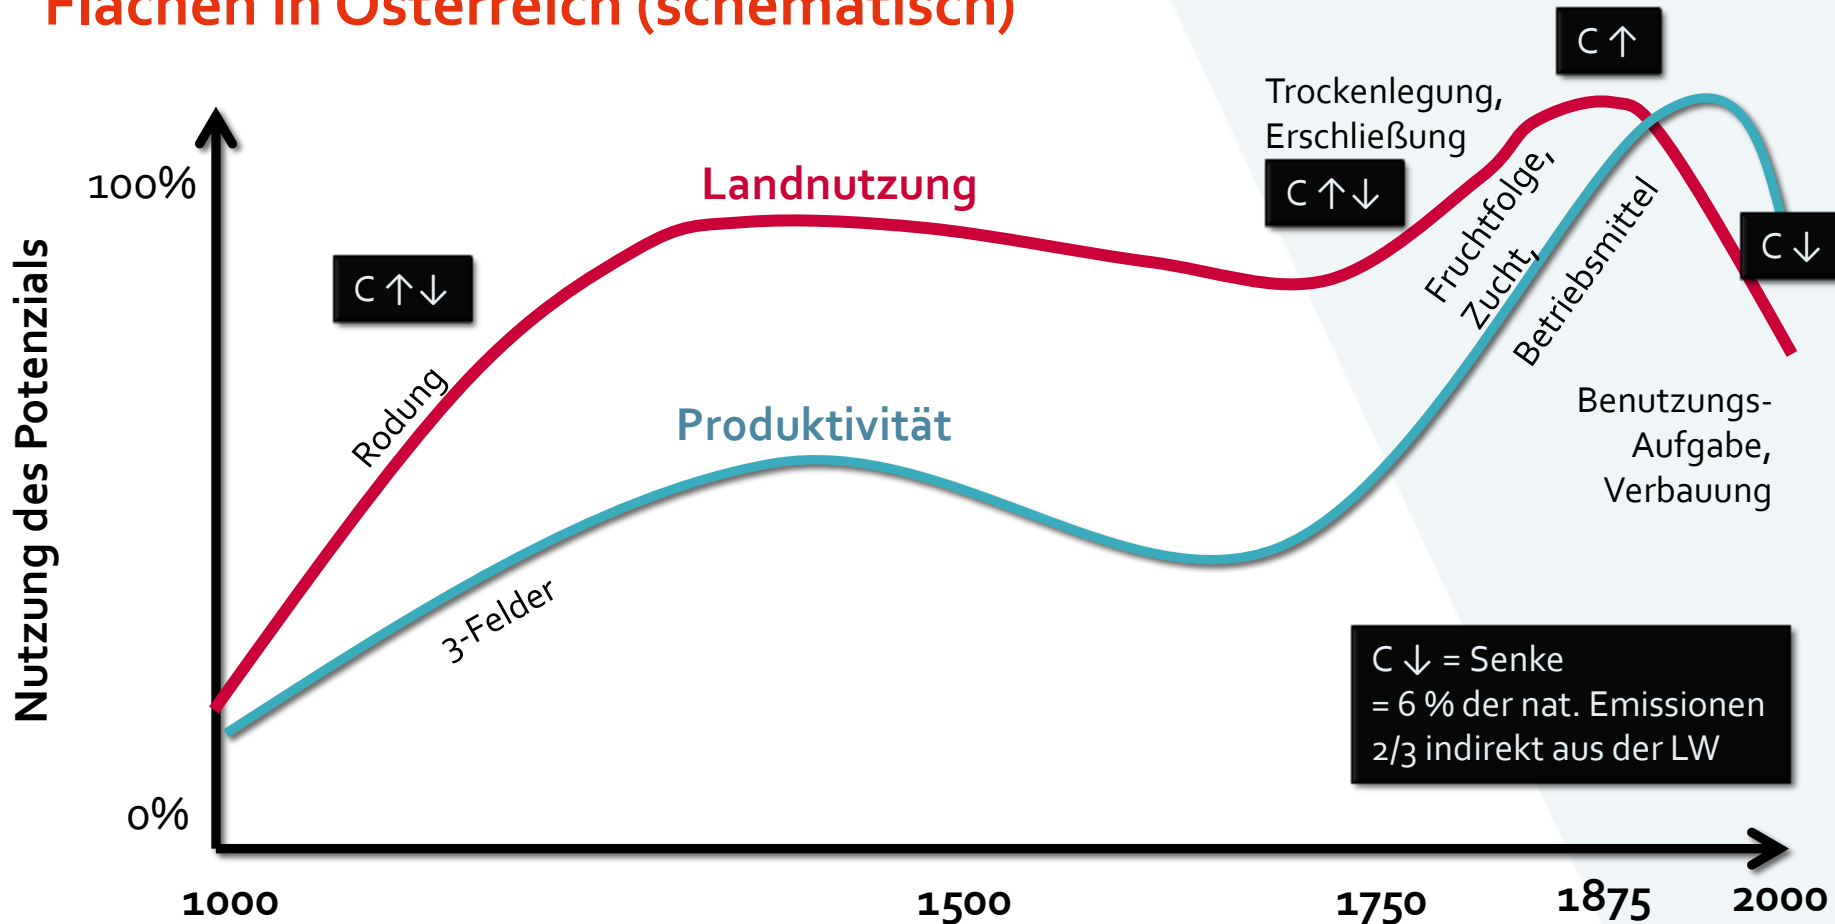 Flächen in Österreich (schematisch)
C ↑
Trockenlegung,
Erschließung
100%
Landnutzung
C ↑↓
Fruchtfolge,
Zucht,
Betriebsmittel
C ↓
C ↑↓
Nutzung des Potenzials
Rodung
Produktivität
Benutzungs-
Aufgabe,
Verbauung
3-Felder
C ↓ = Senke
= 6 % der nat. Emissionen
2/3 indirekt aus der LW
0%
1000 1500 1750 1875 2000